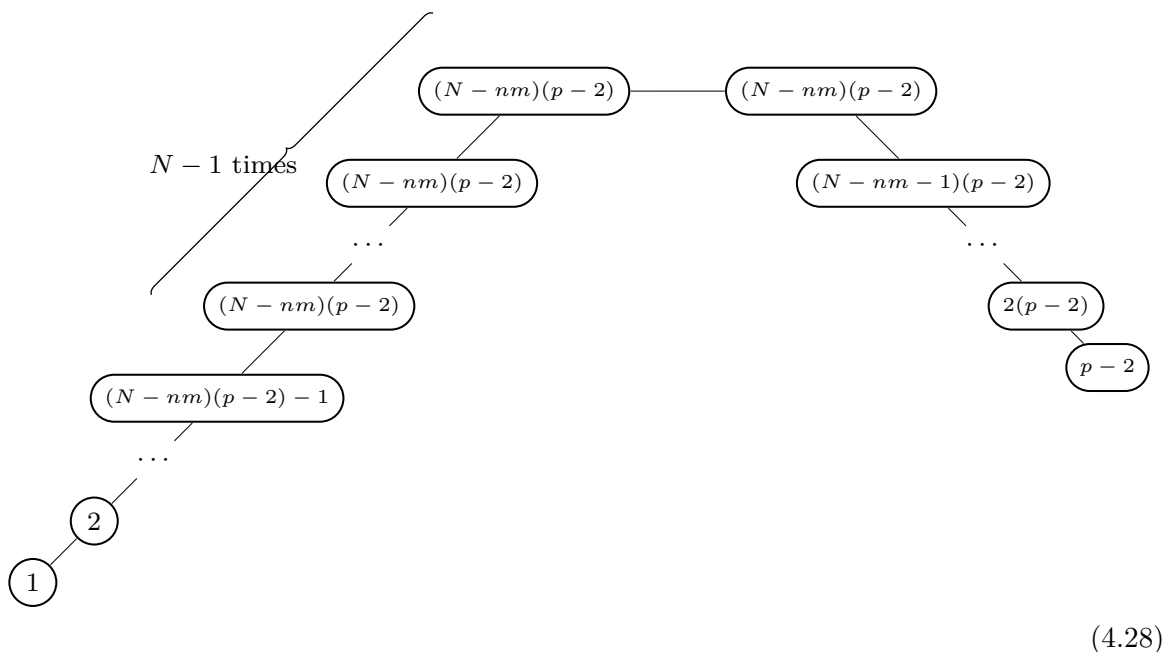 (N − nm)(p − 2) (N − nm)(p − 2)
N − 1 times
(N − nm)(p − 2) (N − nm − 1)(p − 2)
... ...
(N − nm)(p − 2) 2(p − 2)
p − 2
(N − nm)(p − 2) − 1
...
2
1
(4.28)